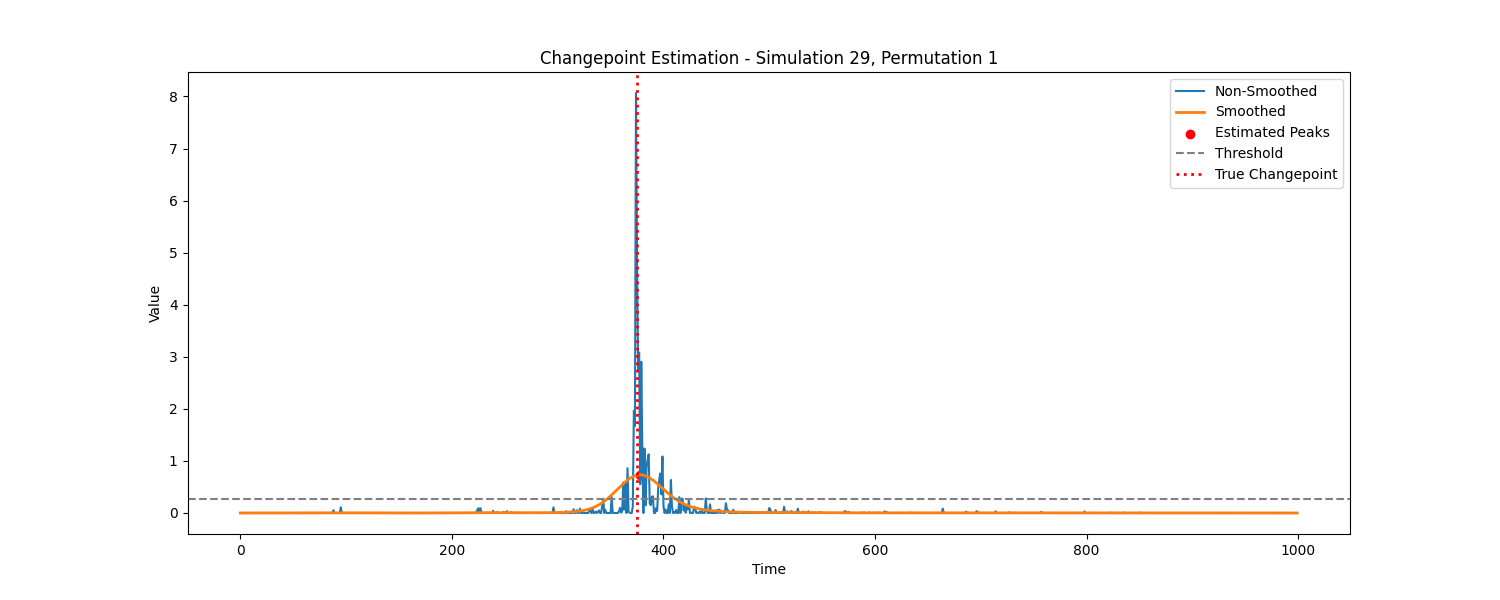 Changepoint Estimation - Simulation 29, Permutation 1
Non-Smoothed
Smoothed
Estimated Peaks
Threshold
True Changepoint
Value
8
7
6
5
4
3
2
1
0
0 200 400 600 800 1000
Time